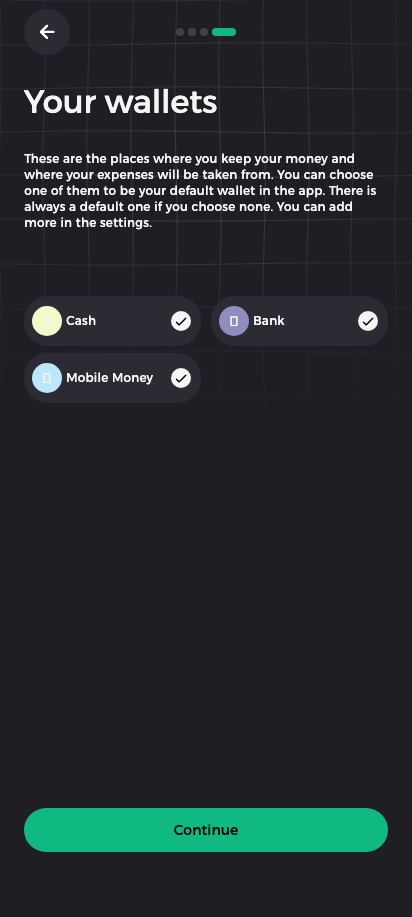 Your wallets
These are the places where you keep your money and
where your expenses will be taken from. You can choose
one of them to be your default wallet in the app. There is
always a default one if you choose none. You can add
more in the settings.
Cash
Bank
Mobile Money
Continue